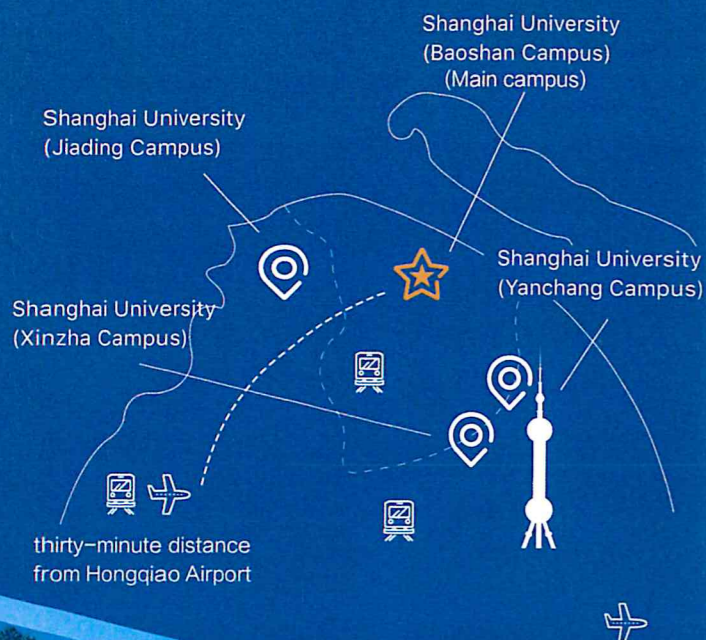 Shanghai University
(Baoshan Campus)
(Main campus)
Shanghai University
(Jiading Campus)
Shanghai University
(Yanchang Campus)
Shanghai University
(Xinzha Campus)
thirty-minute distance
from Hongqiao Airport